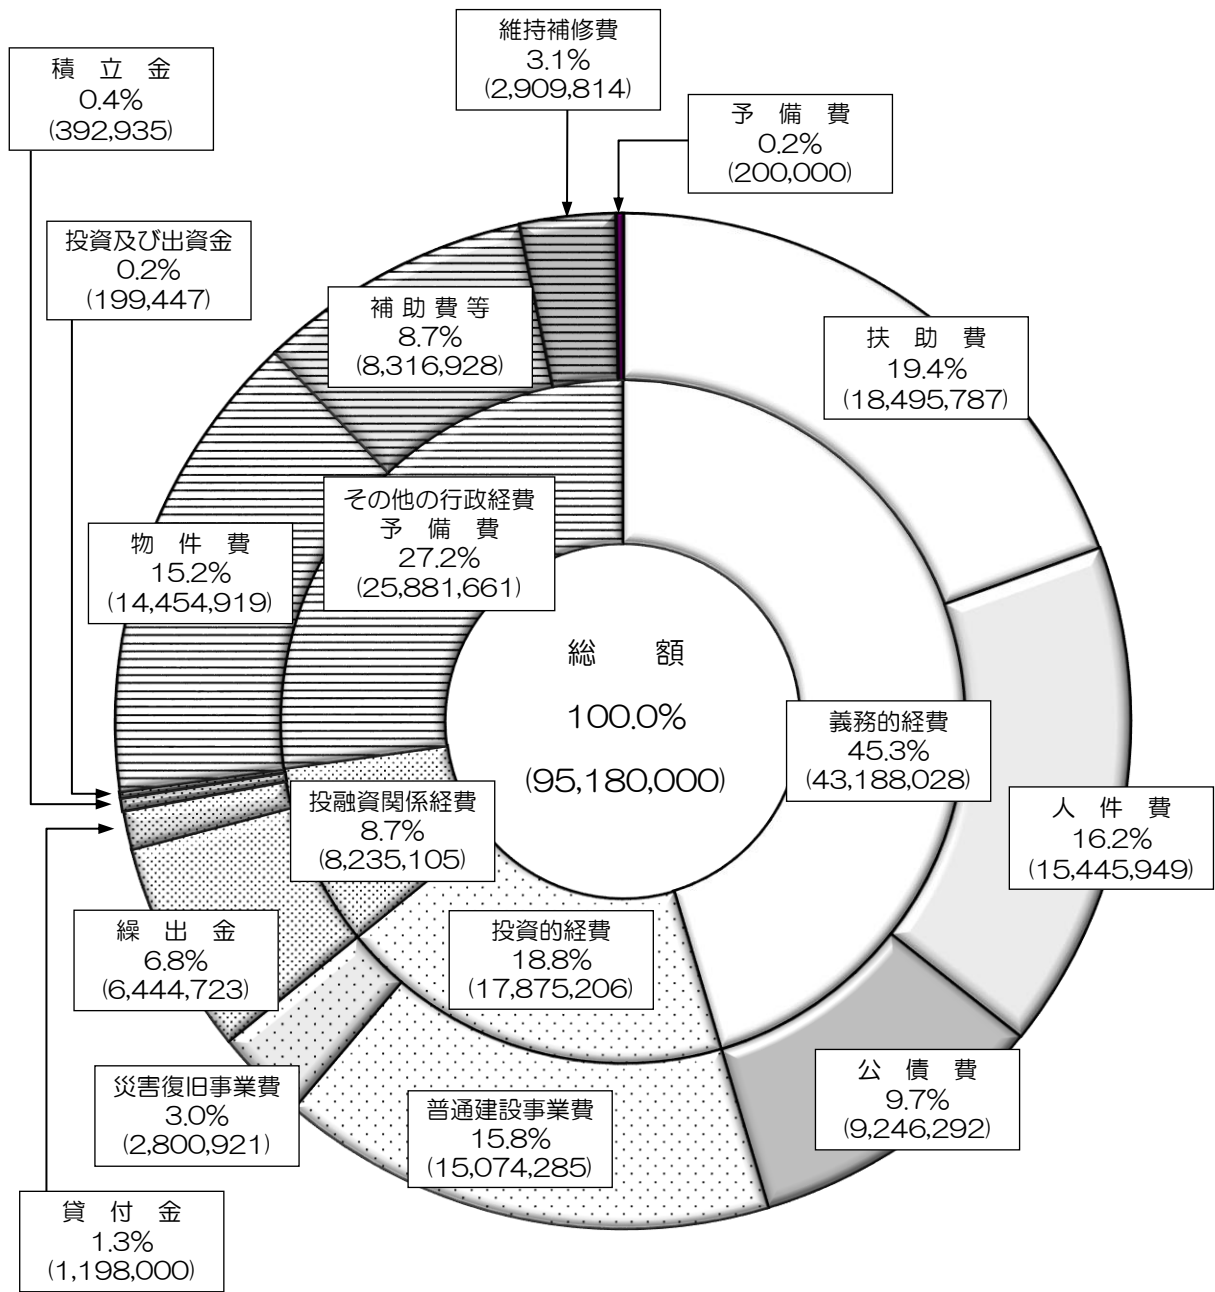 維持補修費
3.1%
(2,909,814)
積　立　金
0.4%
(392,935)
予　備　費
0.2%
(200,000)
投資及び出資金
0.2%
(199,447)
補 助 費 等
8.7%
(8,316,928)
扶　助　費
19.4%
(18,495,787)
その他の行政経費
予　備　費
27.2%
(25,881,661)
物　件　費
15.2%
(14,454,919)
総　　額
100.0%
(95,180,000)
義務的経費
45.3%
(43,188,028)
投融資関係経費
8.7%
(8,235,105)
人　件　費
16.2%
(15,445,949)
繰　出　金
6.8%
(6,444,723)
投資的経費
18.8%
(17,875,206)
災害復旧事業費
3.0%
(2,800,921)
普通建設事業費
15.8%
(15,074,285)
公　債　費
9.7%
(9,246,292)
貸　付　金
1.3%
(1,198,000)